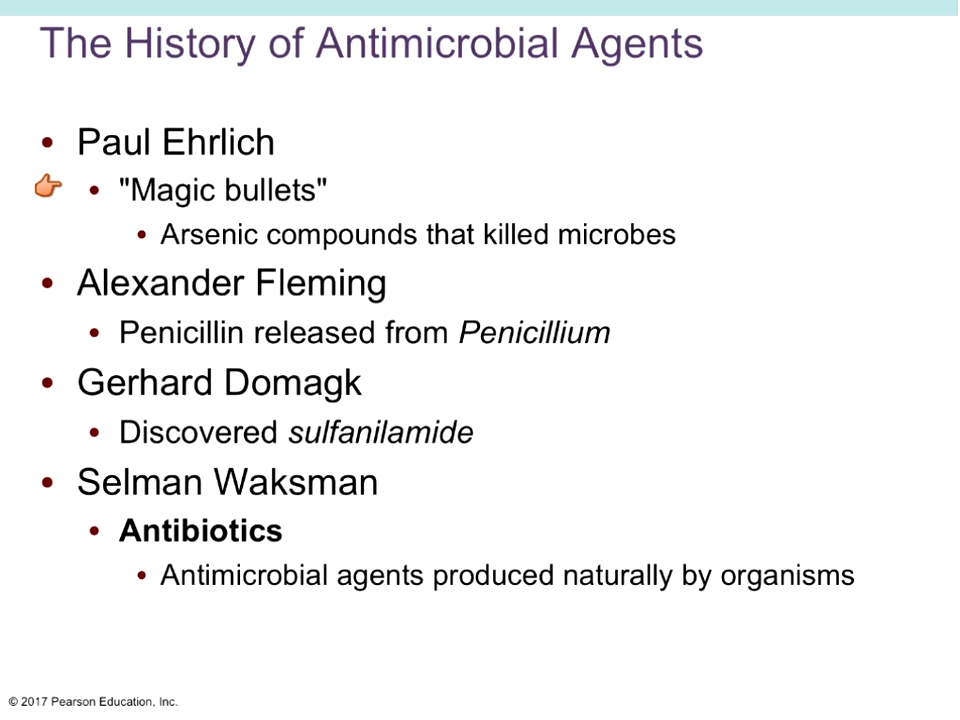 The History of Antimicrobial Agents
• Paul Ehrlich
• "Magic bullets"
• Arsenic compounds that killed microbes
• Alexander Fleming
• Penicillin released from Penicillium
• Gerhard Domagk
• Discovered sulfanilamide
• Selman Waksman
• Antibiotics
• Antimicrobial agents produced naturally by organisms
© 2017 Pearson Education, Inc.